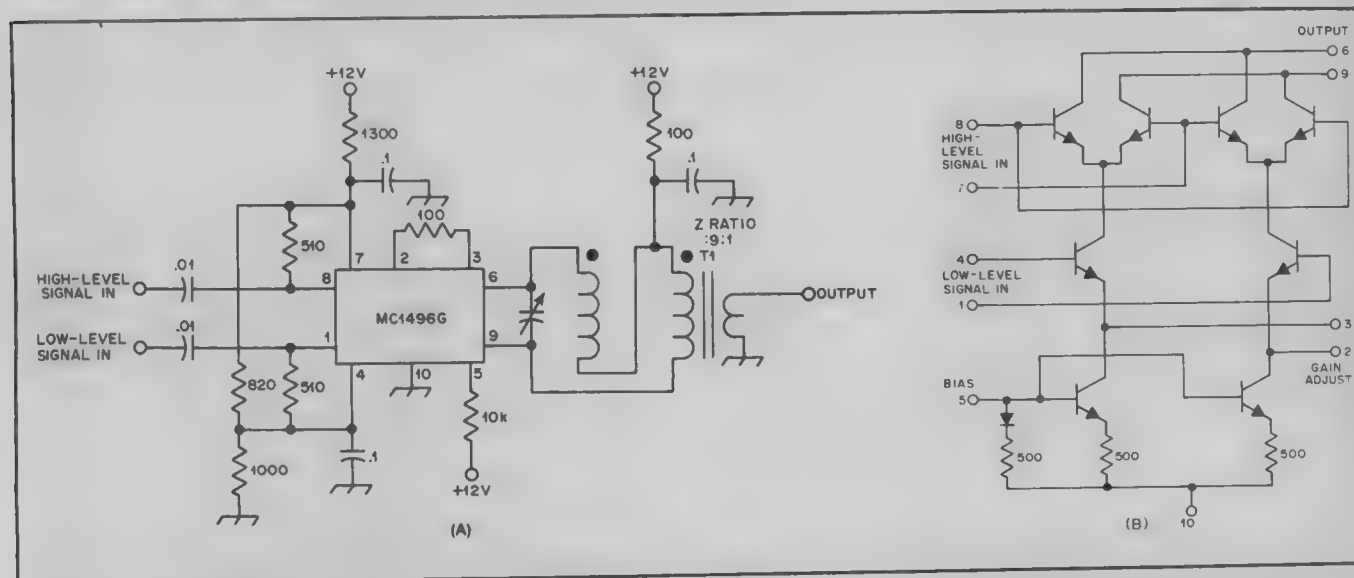 +12V
1300
.1
510
100
HIGH-LEVEL
SIGNAL IN
.01
7
2
3
8
6
MC1496G
LOW-LEVEL
SIGNAL IN
.01
1
9
4
10
5
820
510
.1
10k
1000
+12V
(A)
+12V
100
.1
Z RATIO
:9:1
T1
OUTPUT
OUTPUT
6
9
8
HIGH-
LEVEL
SIGNAL IN
7
4
LOW-LEVEL
SIGNAL IN
1
3
2
GAIN
ADJUST
BIAS
5
500
500
500
10
(B)